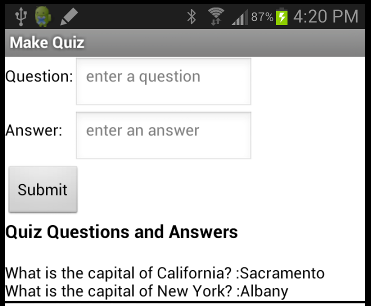 87% 4:20 PM
Make Quiz
Question: enter a question
Answer: enter an answer
Submit
Quiz Questions and Answers
What is the capital of California? :Sacramento
What is the capital of New York? :Albany